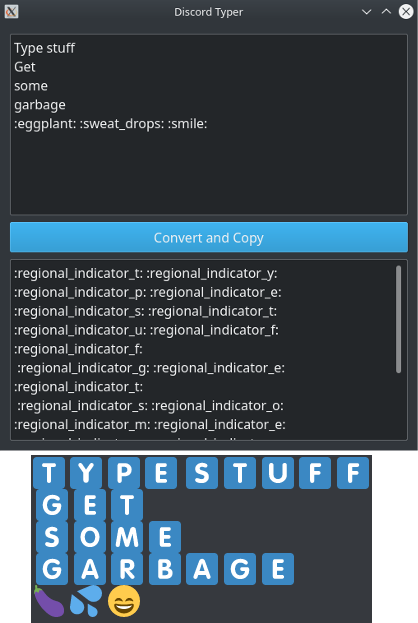 Discord Typer
Type stuff
Get
some
garbage
:eggplant: :sweat_drops: :smile:
Convert and Copy
:regional_indicator_t: :regional_indicator_y:
:regional_indicator_p: :regional_indicator_e:
:regional_indicator_s: :regional_indicator_t:
:regional_indicator_u: :regional_indicator_f:
:regional_indicator_f:
:regional_indicator_g: :regional_indicator_e:
:regional_indicator_t:
:regional_indicator_s: :regional_indicator_o:
:regional_indicator_m: :regional_indicator_e:
T Y P E S T U F F
G E T
S O M E
G A R B A G E